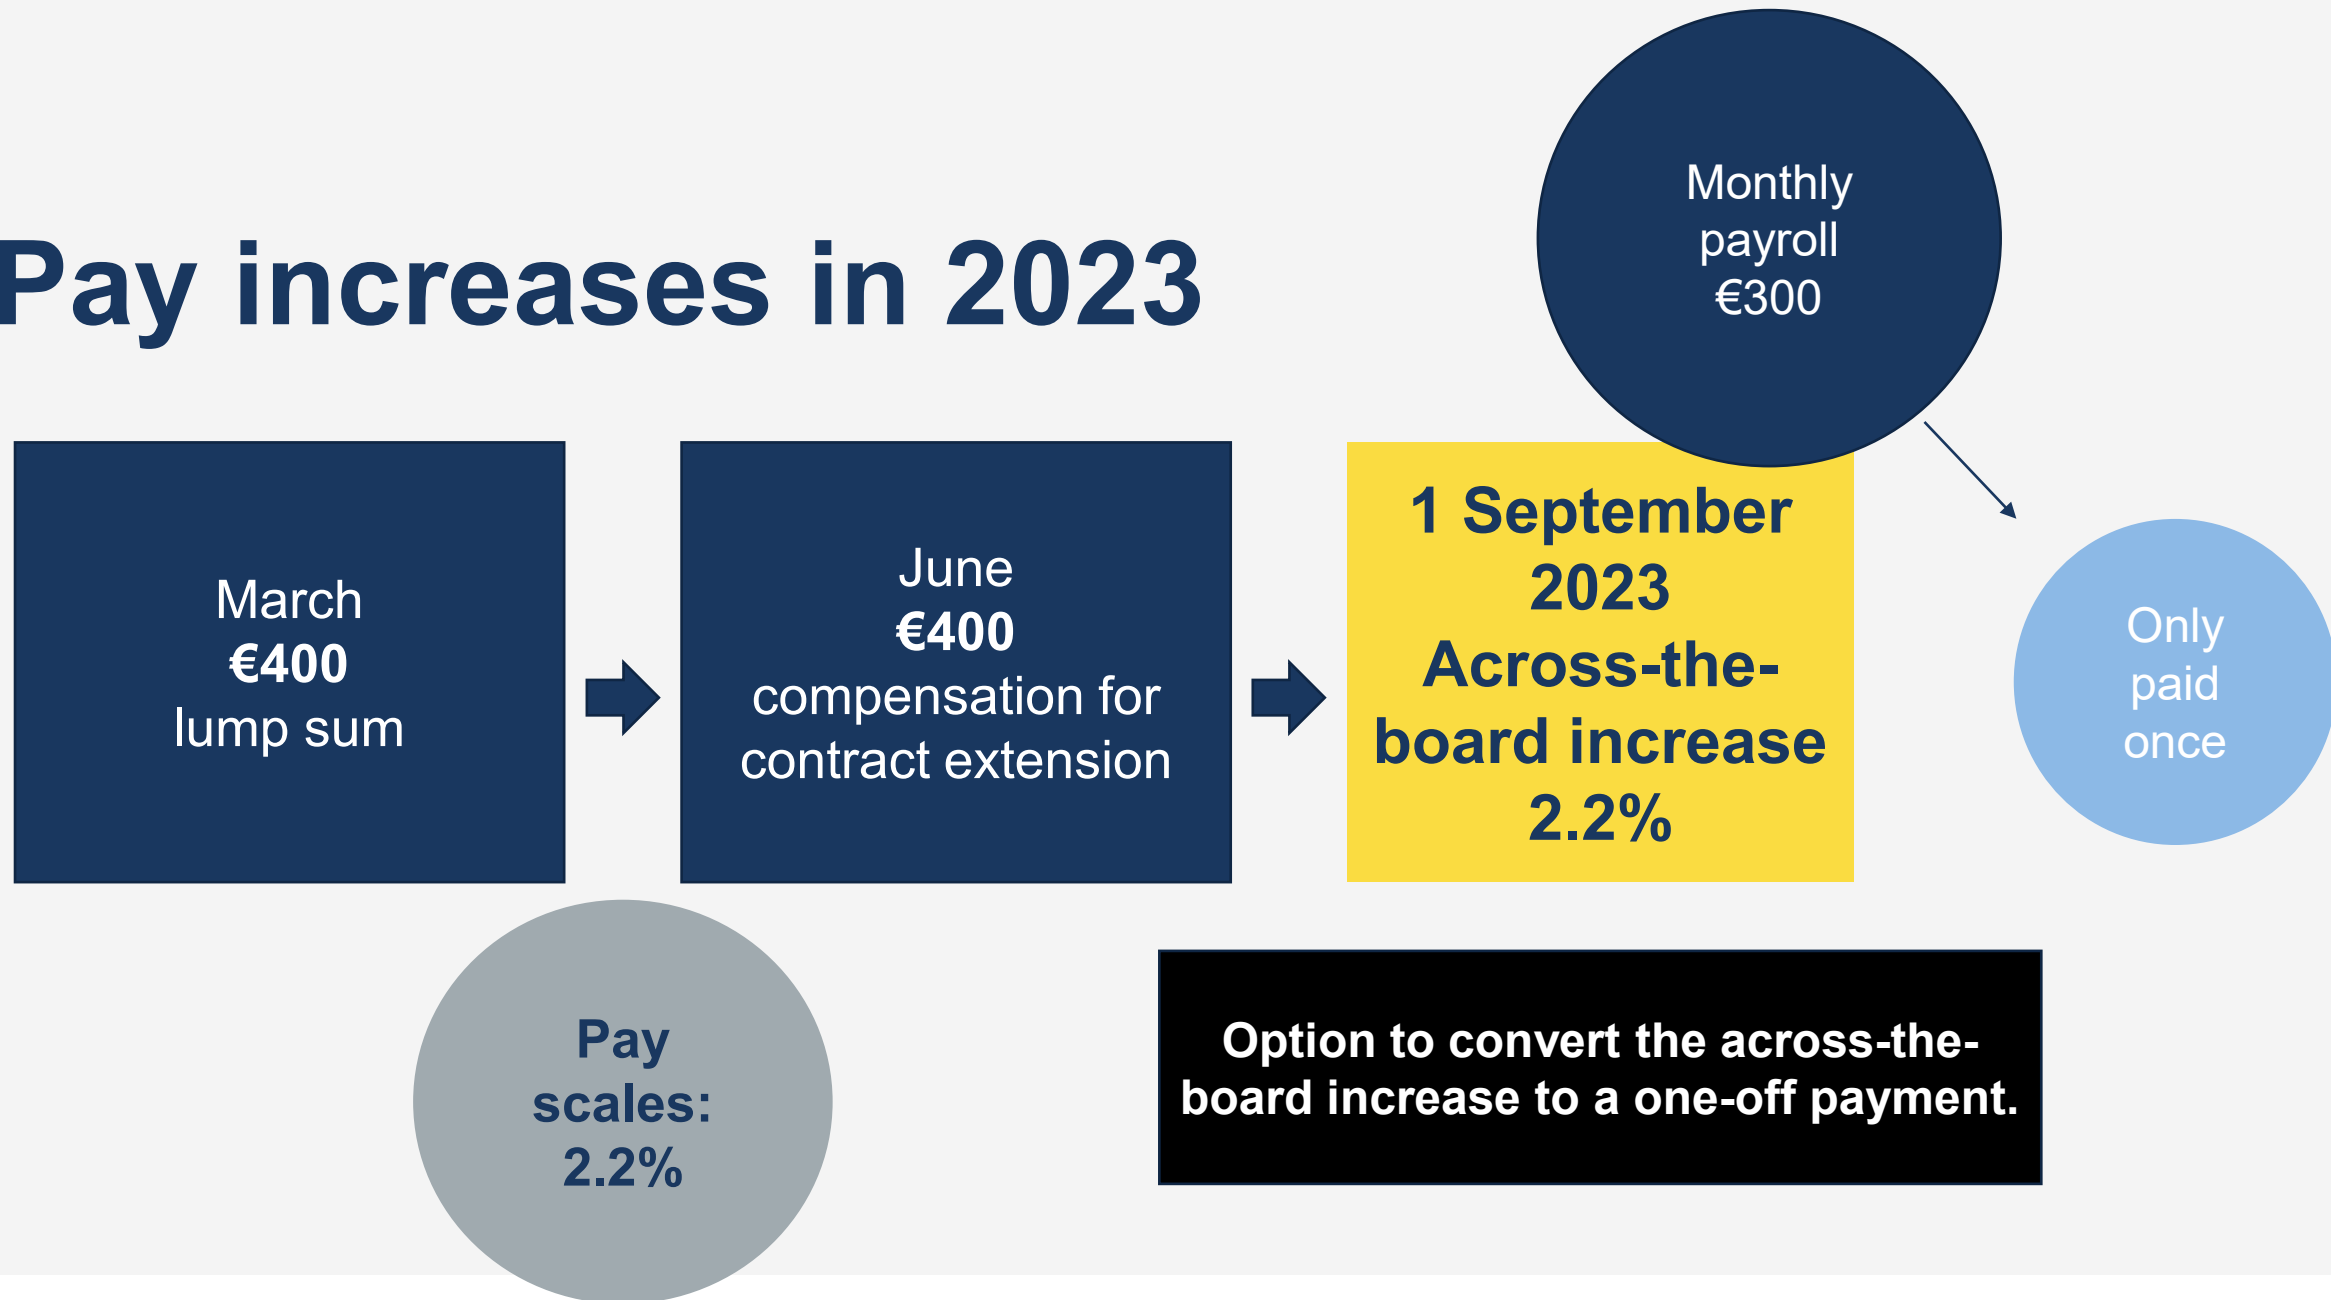 Pay increases in 2023
Monthly
payroll
€300
March
€400
lump sum
June
€400
compensation for
contract extension
1 September
2023
Across-the-
board increase
2.2%
Only
paid
once
Pay
scales:
2.2%
Option to convert the across-the-
board increase to a one-off payment.